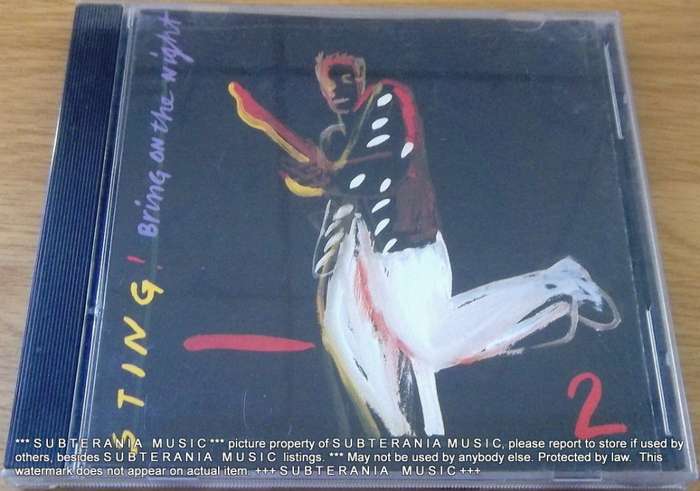 STING! Bring on the night
2
*** S U B T E R A N I A M U S I C *** picture property of S U B T E R A N I A M U S I C, please report to store if used by
others, besides S U B T E R A N I A M U S I C listings. *** May not be used by anybody else. Protected by law. This
watermark does not appear on actual item. +++ S U B T E R A N I A M U S I C +++